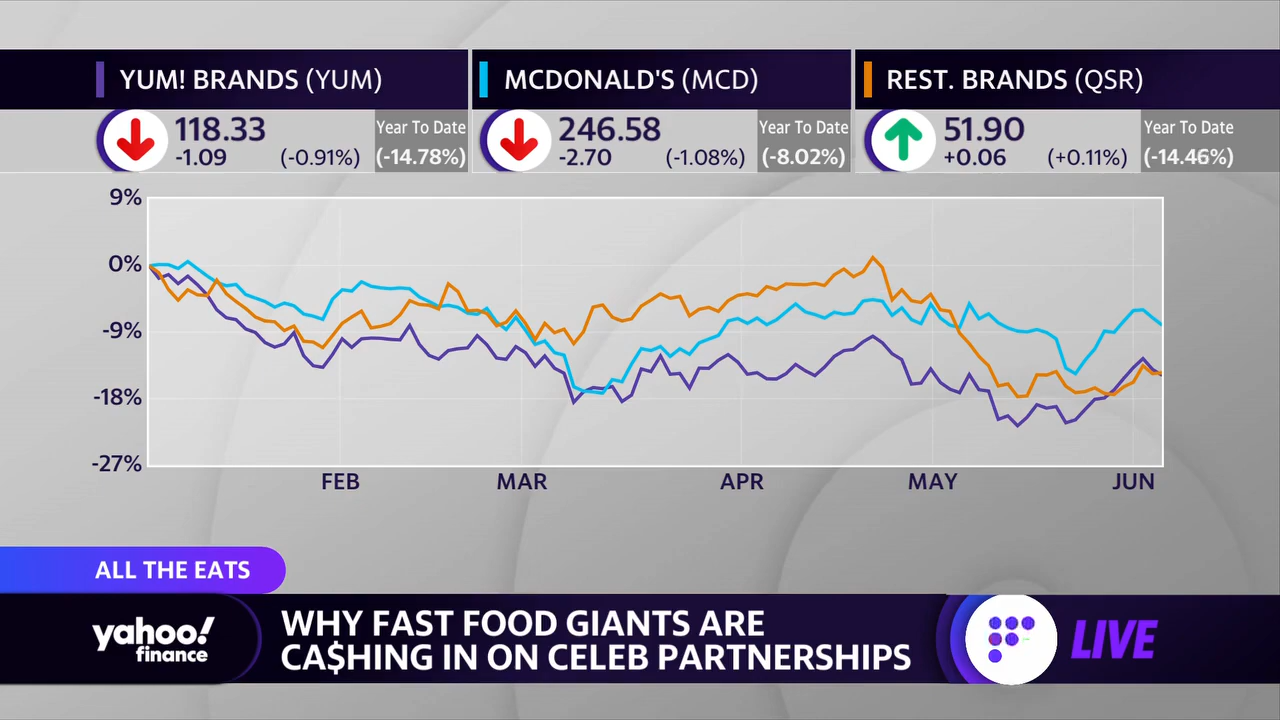 YUM! BRANDS (YUM)
118.33
-1.09 (-0.91%)
Year To Date
(-14.78%)
MCDONALD'S (MCD)
246.58
-2.70 (-1.08%)
Year To Date
(-8.02%)
REST. BRANDS (QSR)
51.90
+0.06 (+0.11%)
Year To Date
(-14.46%)
9%
0%
-9%
-18%
-27%
FEB MAR APR MAY JUN
ALL THE EATS
yahoo!
finance
WHY FAST FOOD GIANTS ARE
CA$HING IN ON CELEB PARTNERSHIPS
LIVE